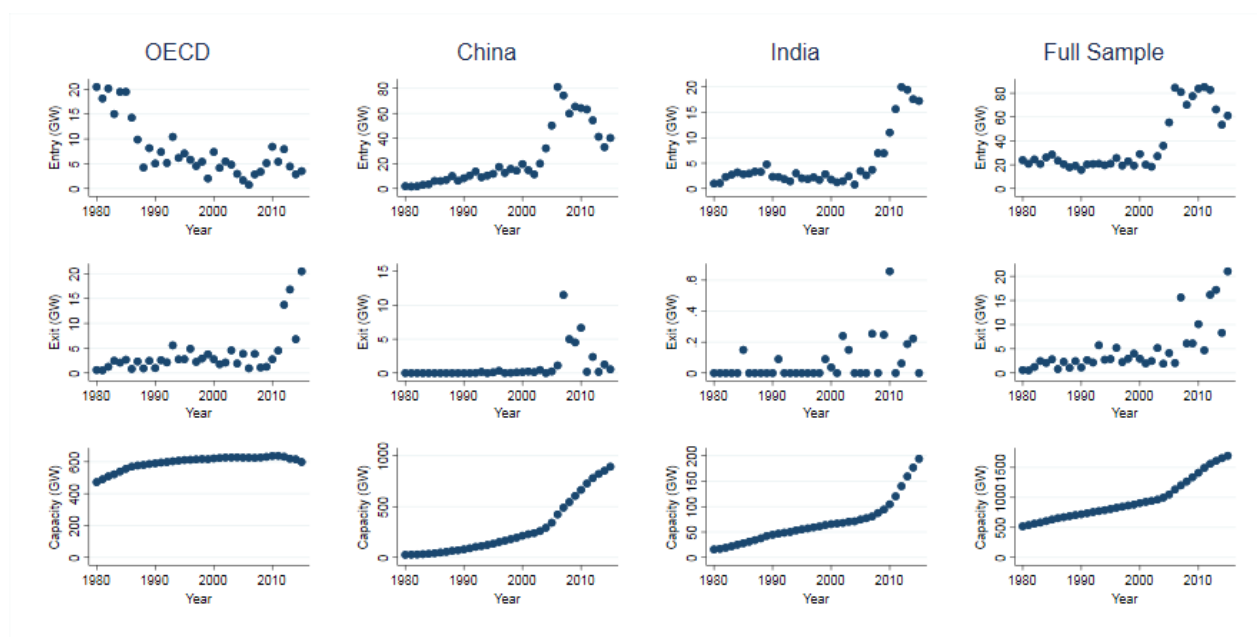 OECD China India Full Sample
Entry (GW) 0 5 10 15 20 1980 1990 2000 2010 Year
Entry (GW) 0 20 40 60 80 1980 1990 2000 2010 Year
Entry (GW) 0 5 10 15 20 1980 1990 2000 2010 Year
Entry (GW) 0 20 40 60 80 1980 1990 2000 2010 Year
Exit (GW) 0 5 10 15 20 1980 1990 2000 2010 Year
Exit (GW) 0 5 10 15 1980 1990 2000 2010 Year
Exit (GW) 0 .2 .4 .6 1980 1990 2000 2010 Year
Exit (GW) 0 5 10 15 20 1980 1990 2000 2010 Year
Capacity (GW) 0 200 400 600 1980 1990 2000 2010 Year
Capacity (GW) 0 500 1000 1980 1990 2000 2010 Year
Capacity (GW) 0 50 100 150 200 1980 1990 2000 2010 Year
Capacity (GW) 0 500 1000 1500 1980 1990 2000 2010 Year